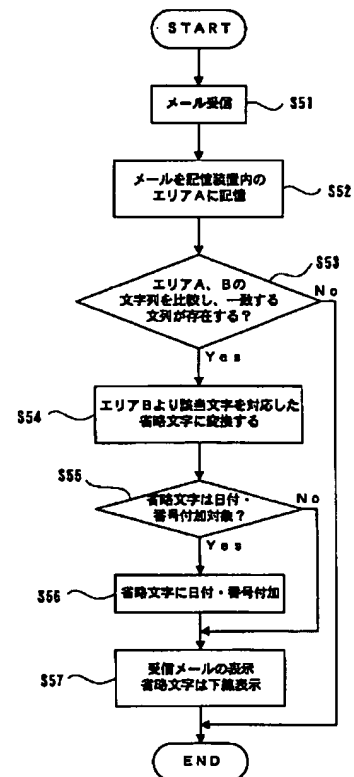 START
メール受信
S51
メールを記憶装置内の
エリアAに記憶
S52
エリアA、Bの
文字列を比較し、一致する
文列が存在する?
S53
No
Yes
エリアBより該当文字を対応した
省略文字に変換する
S54
S55
省略文字は日付・
番号付加対象?
No
Yes
省略文字に日付・番号付加
S56
受信メールの表示
省略文字は下線表示
S57
END